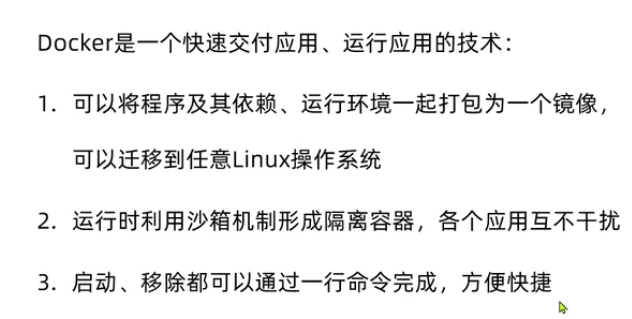 Docker是一个快速交付应用、运行应用的技术：
1. 可以将程序及其依赖、运行环境一起打包为一个镜像，
可以迁移到任意Linux操作系统
2. 运行时利用沙箱机制形成隔离容器，各个应用互不干扰
3. 启动、移除都可以通过一行命令完成，方便快捷